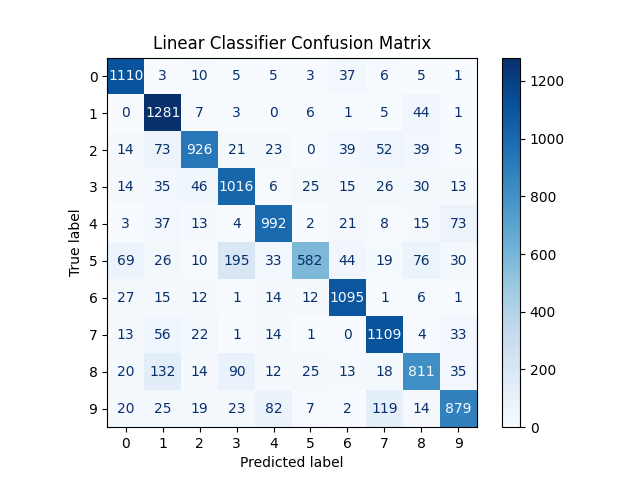 Linear Classifier Confusion Matrix
0 1110 3 10 5 5 3 37 6 5 1
1 0 1281 7 3 0 6 1 5 44 1
2 14 73 926 21 23 0 39 52 39 5
3 14 35 46 1016 6 25 15 26 30 13
4 3 37 13 4 992 2 21 8 15 73
5 69 26 10 195 33 582 44 19 76 30
6 27 15 12 1 14 12 1095 1 6 1
7 13 56 22 1 14 1 0 1109 4 33
8 20 132 14 90 12 25 13 18 811 35
9 20 25 19 23 82 7 2 119 14 879
0 1 2 3 4 5 6 7 8 9
True label
Predicted label
1200
1000
800
600
400
200
0